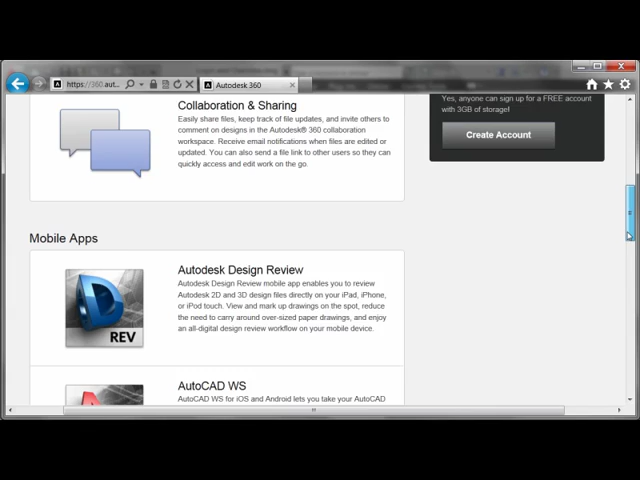 https://360.aut...
Autodesk 360
Collaboration & Sharing
Easily share files, keep track of file updates, and invite others to
comment on designs in the Autodesk® 360 collaboration
workspace. Receive email notifications when files are edited or
updated. You can also send a file link to other users so they can
quickly access and edit work on the go.
Yes, anyone can sign up for a FREE account
with 3GB of storage!
Create Account
Mobile Apps
Autodesk Design Review
Autodesk Design Review mobile app enables you to review
Autodesk 2D and 3D design files directly on your iPad, iPhone,
or iPod touch. View and mark up drawings on the spot, reduce
the need to carry around over-sized paper drawings, and enjoy
an all-digital design review workflow on your mobile device.
REV
AutoCAD WS
AutoCAD WS for iOS and Android lets you take your AutoCAD